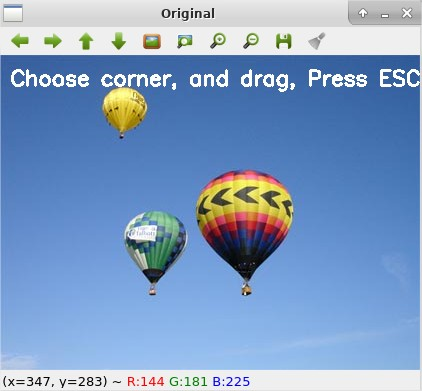 Original
Choose corner, and drag, Press ESC
(x=347, y=283) ~ R:144 G:181 B:225